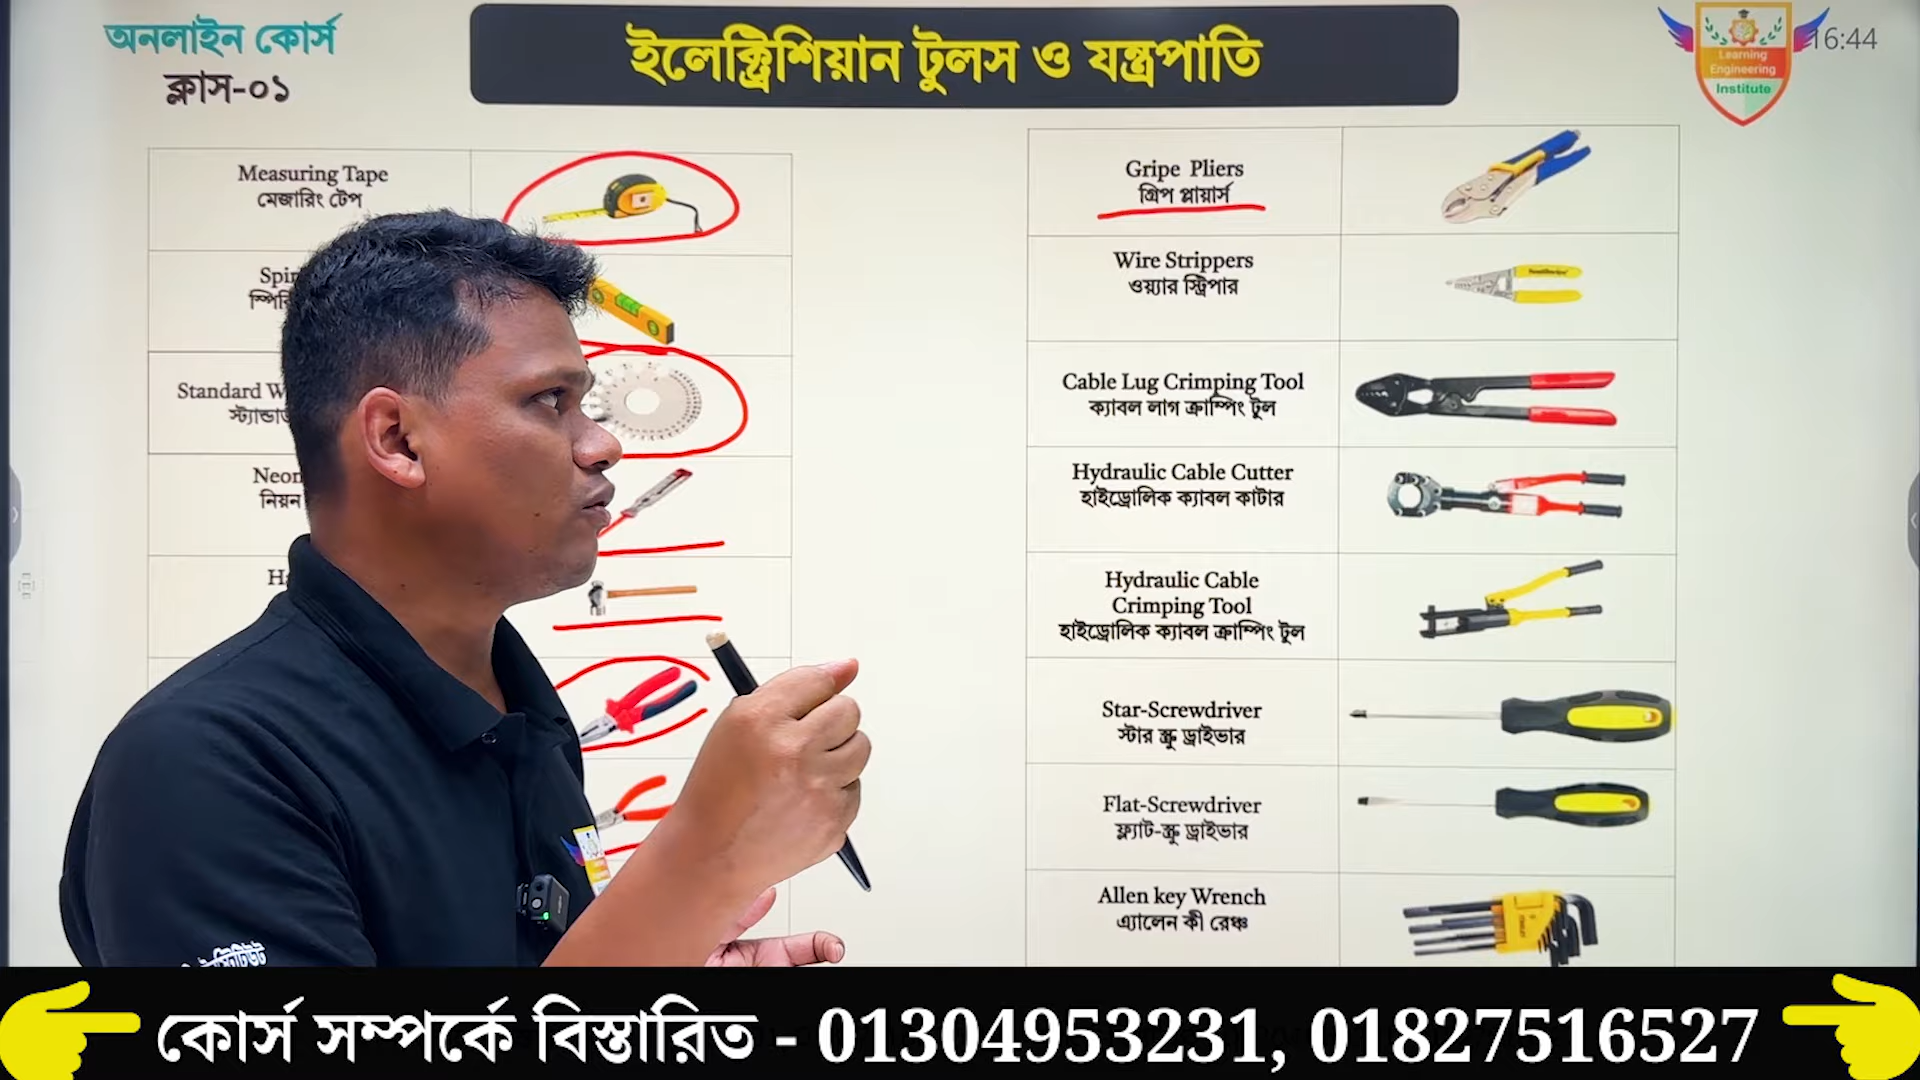 অনলাইন কোর্স
ক্লাস-০১
ইলেক্ট্রিশিয়ান টুলস ও যন্ত্রপাতি
16:44
Learning
Engineering
Institute
Measuring Tape
মেজারিং টেপ
Standard
Gripe Pliers
গ্রিপ প্লায়ার্স
Wire Strippers
ওয়্যার স্ট্রিপার
Cable Lug Crimping Tool
ক্যাবল লাগ ক্রাম্পিং টুল
Hydraulic Cable Cutter
হাইড্রোলিক ক্যাবল কাটার
Hydraulic Cable
Crimping Tool
হাইড্রোলিক ক্যাবল ক্রাম্পিং টুল
Star-Screwdriver
স্টার স্ক্রু ড্রাইভার
Flat-Screwdriver
ফ্ল্যাট-স্ক্রু ড্রাইভার
Allen key Wrench
এ্যালেন কী রেঞ্চ
কোর্স সম্পর্কে বিস্তারিত - 01304953231, 01827516527